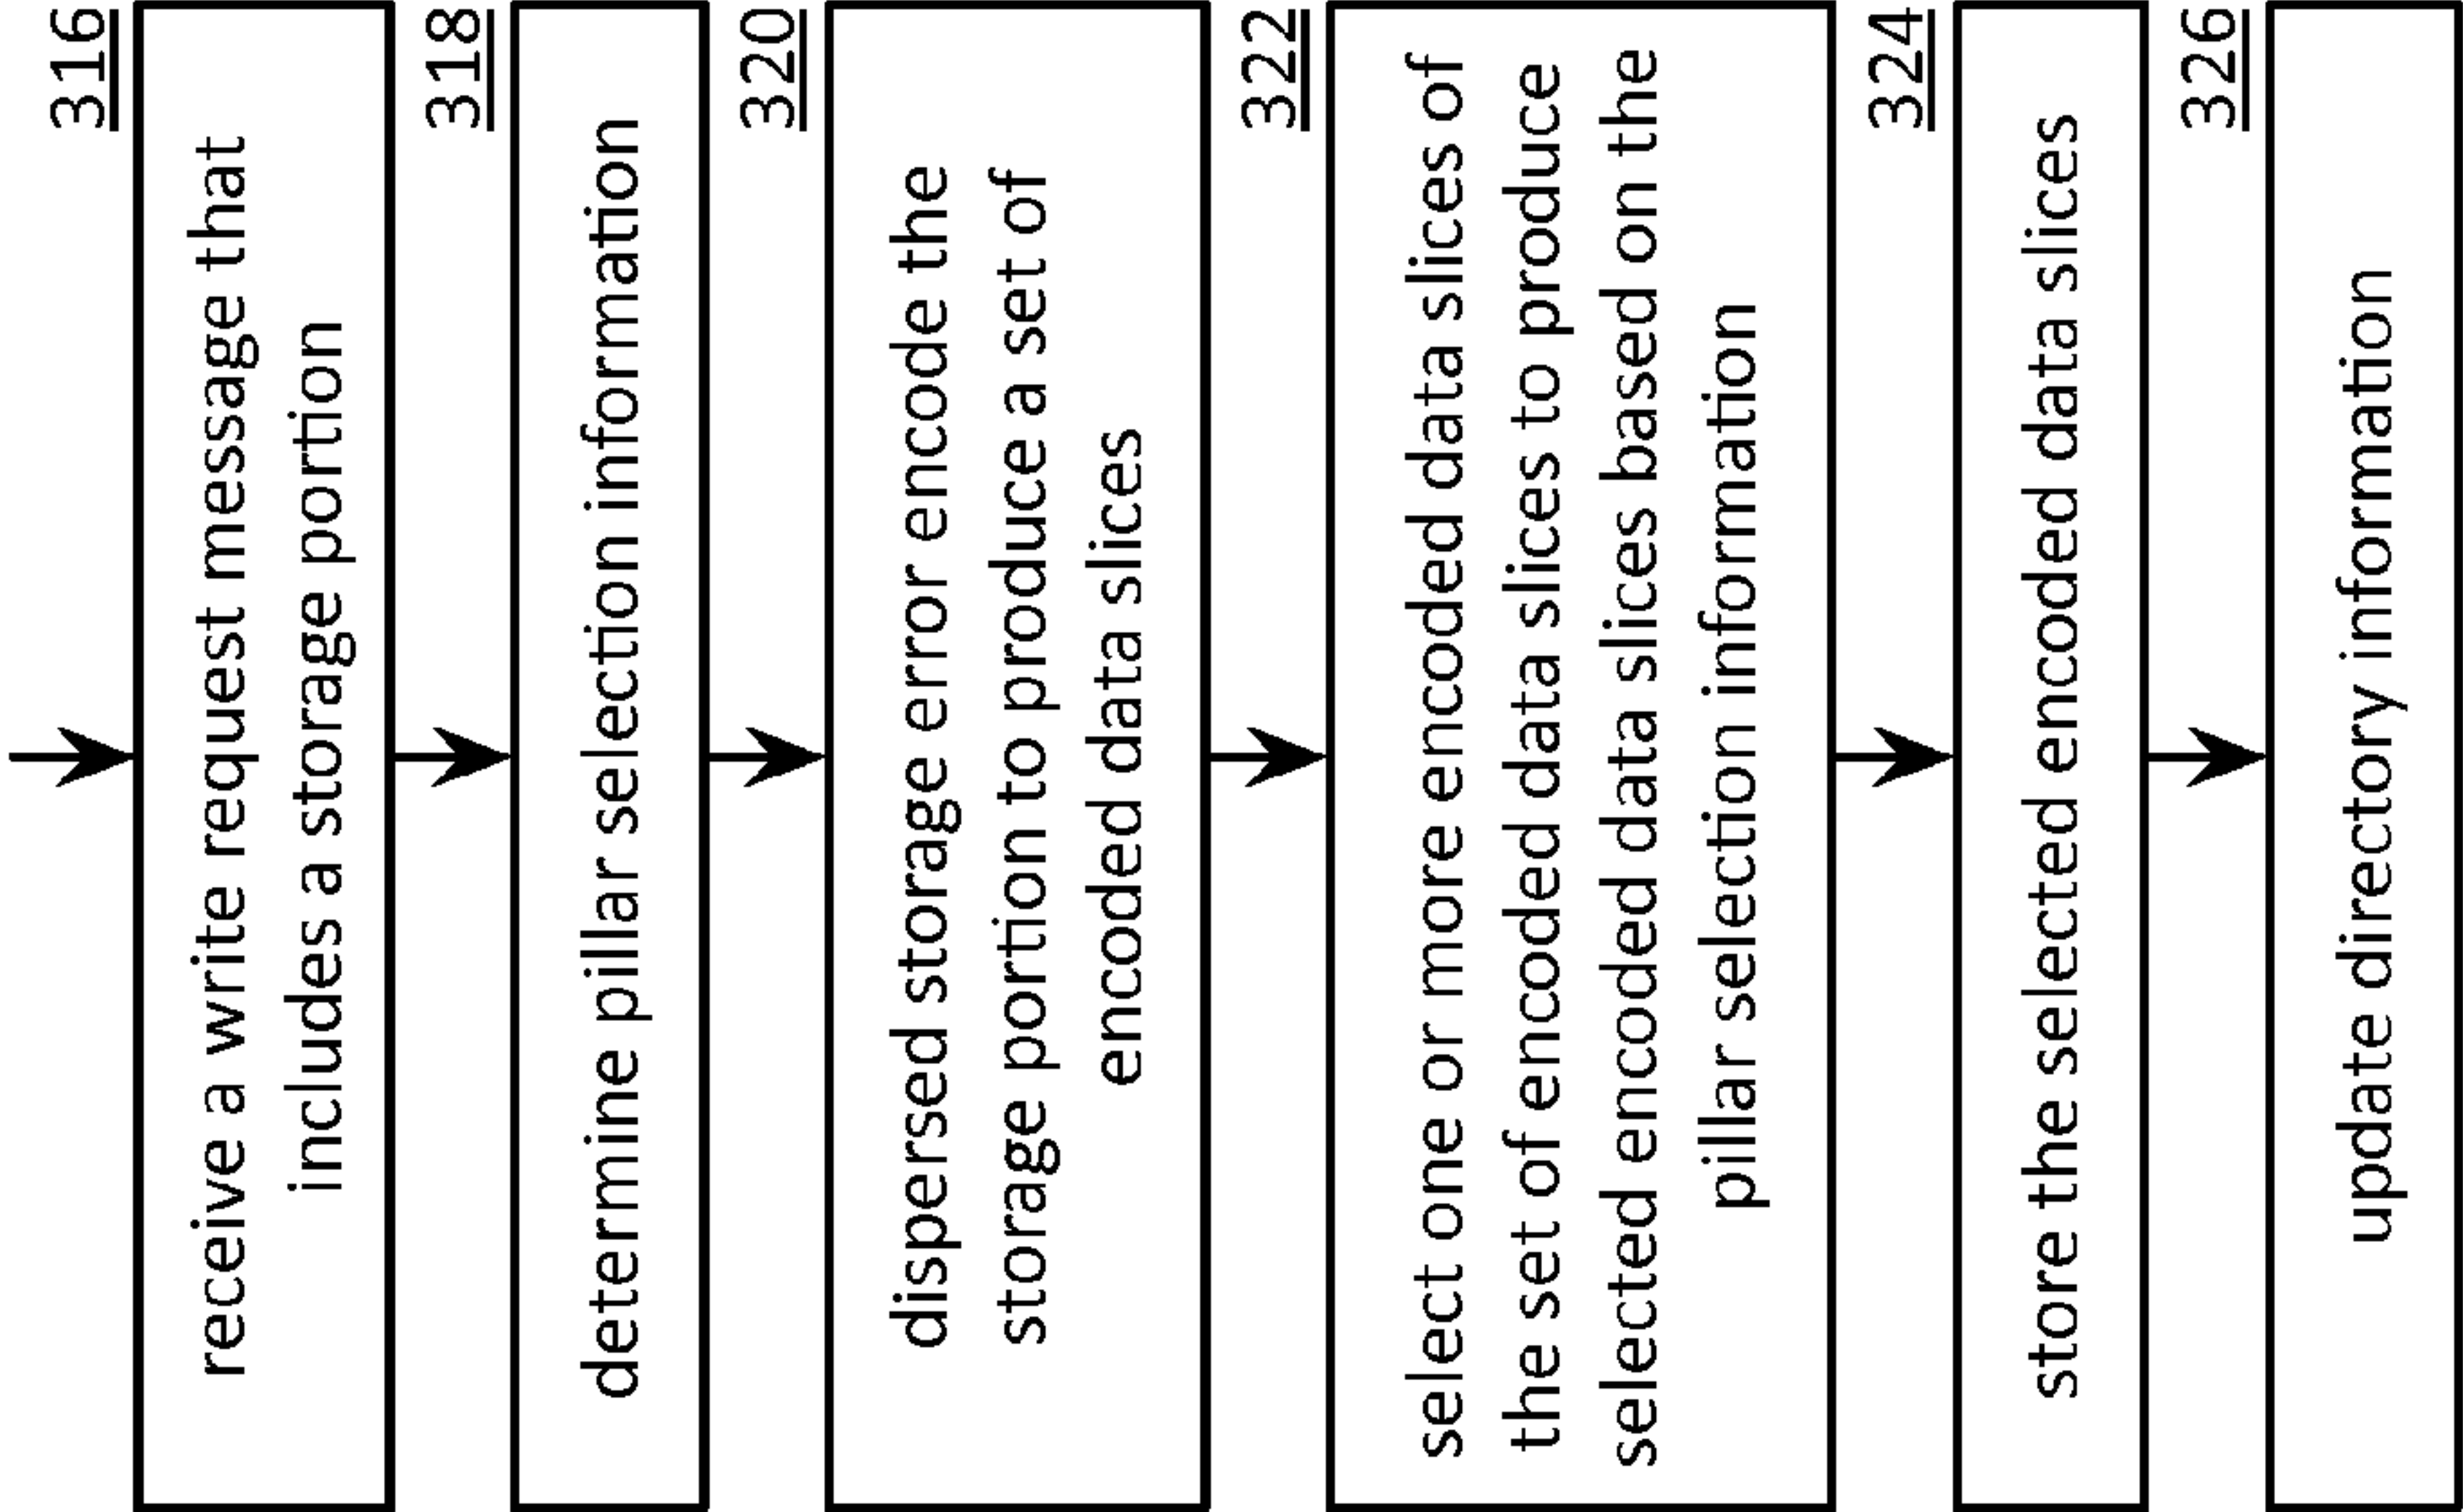 316
receive a write request message that
includes a storage portion
318
determine pillar selection information
320
dispersed storage error encode the
storage portion to produce a set of
encoded data slices
322
select one or more encoded data slices of
the set of encoded data slices to produce
selected encoded data slices based on the
pillar selection information
324
store the selected encoded data slices
326
update directory information